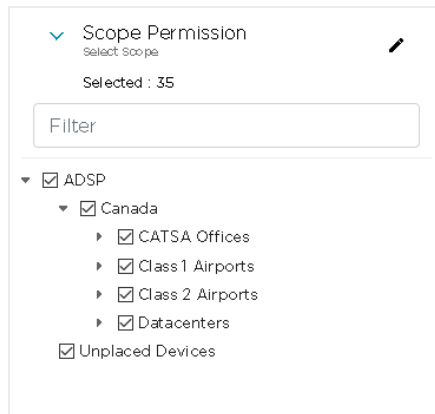 Scope Permission
Select Scope
Selected : 35
Filter
ADSP
Canada
CATSA Offices
Class 1 Airports
Class 2 Airports
Datacenters
Unplaced Devices